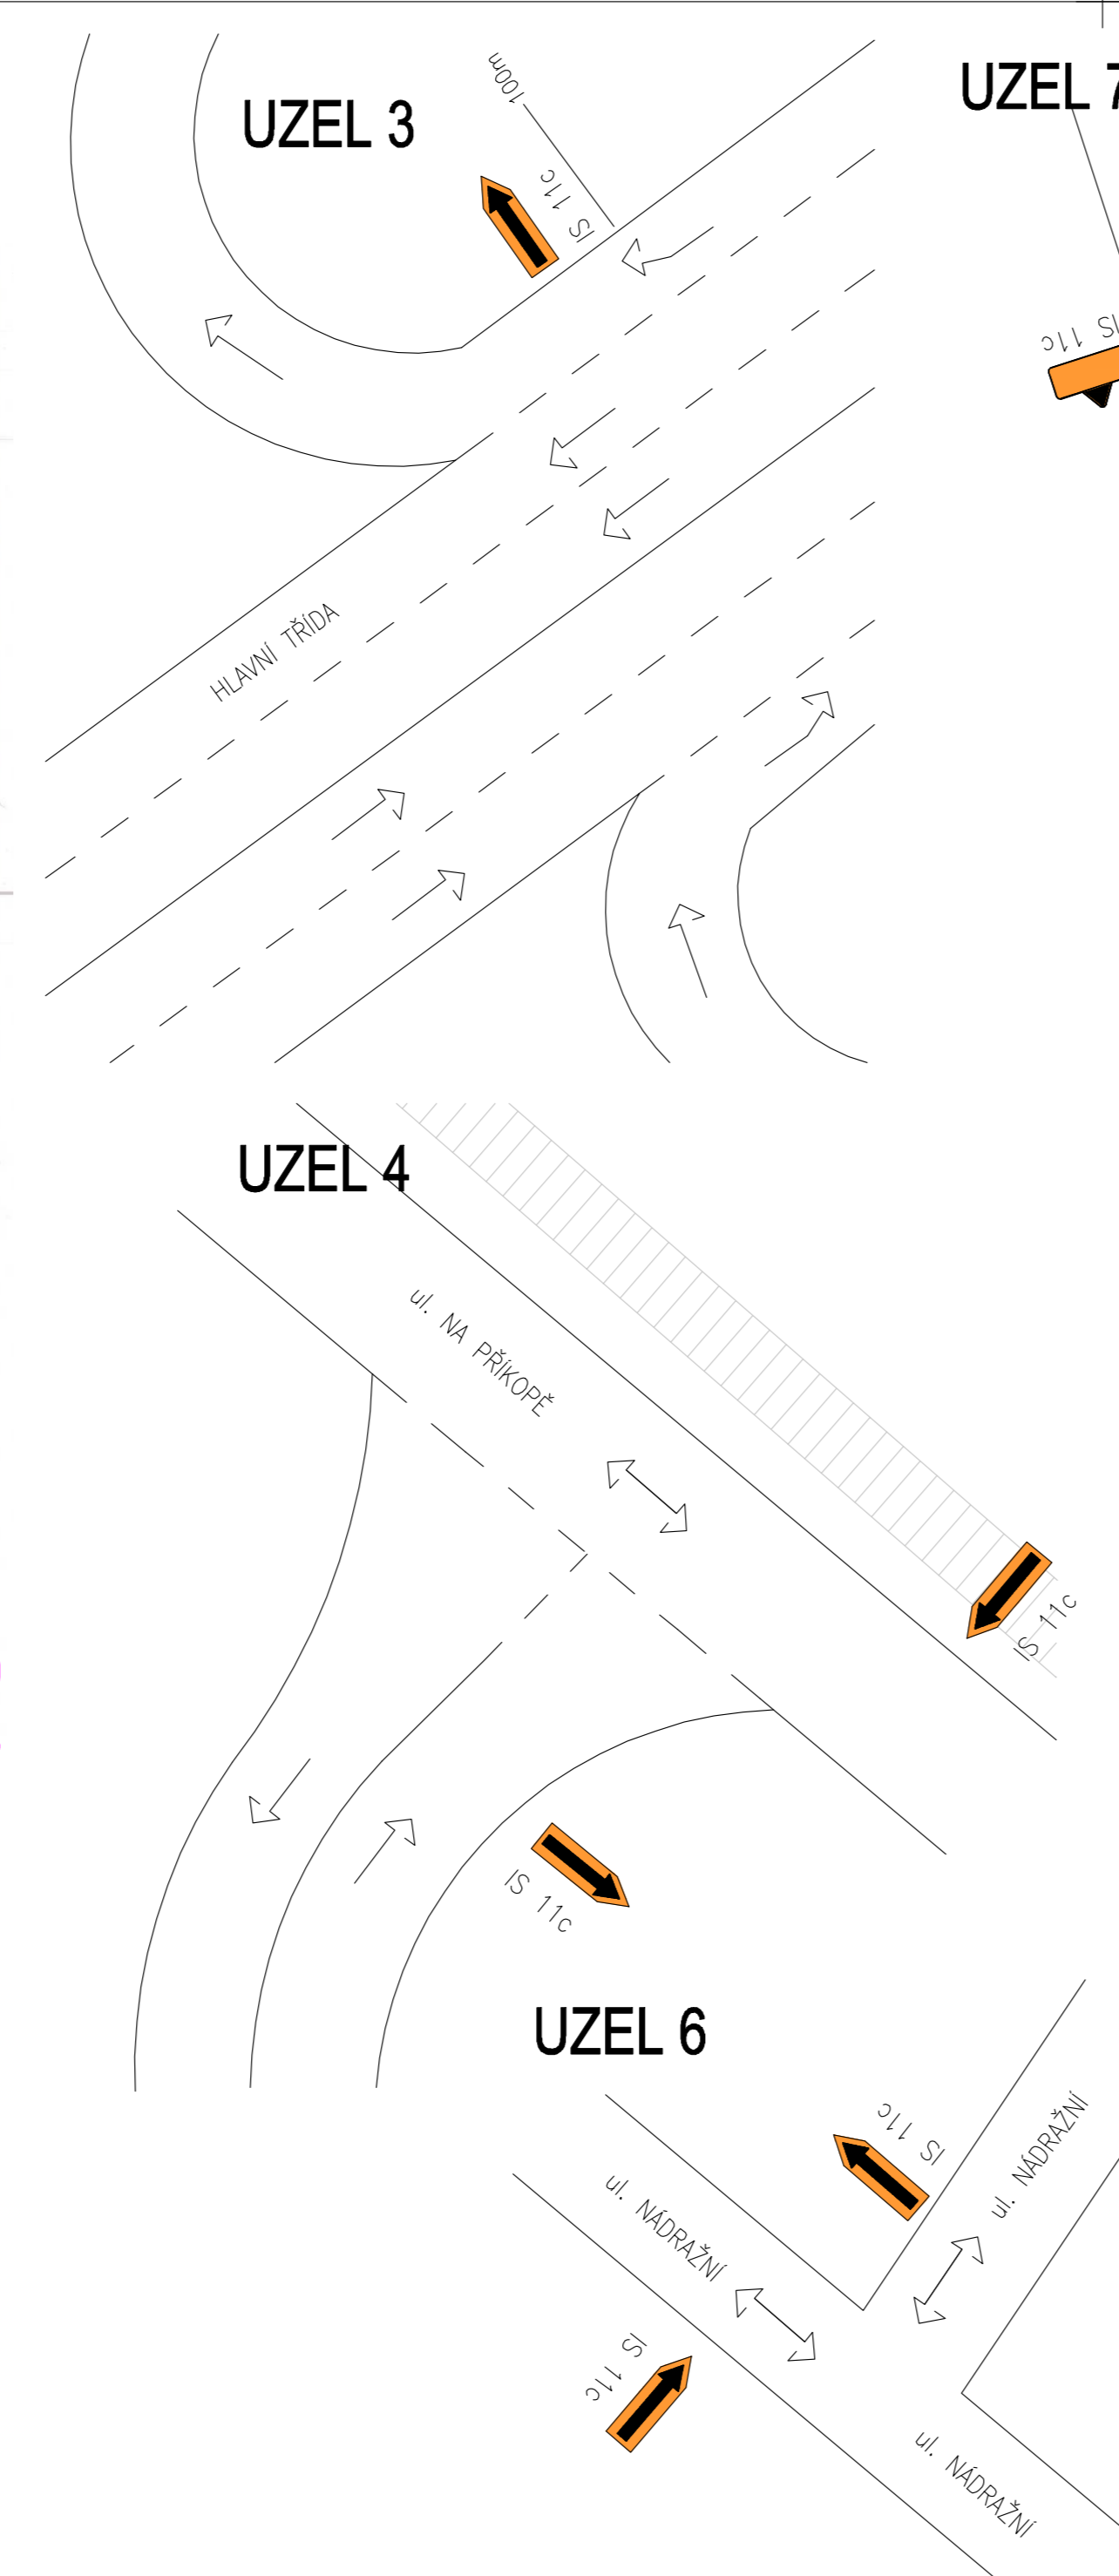 UZEL 3
100m
IS 11c
UZEL 7
IS 11c
HLAVNÍ TŘÍDA
UZEL 4
ul. NA PŘÍKOPĚ
IS 11c
IS 11c
UZEL 6
IS 11c
ul. NÁDRAŽNÍ
ul. NÁDRAŽNÍ
IS 11c
ul. NÁDRAŽNÍ